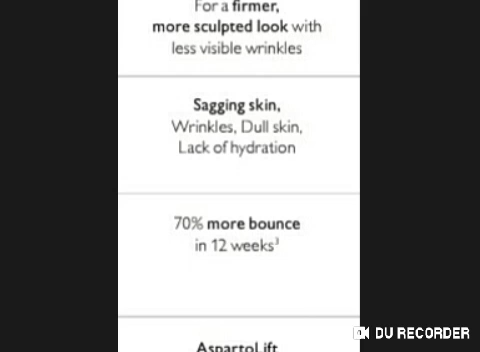 For a firmer,
more sculpted look with
less visible wrinkles
Sagging skin,
Wrinkles, Dull skin,
Lack of hydration
70% more bounce
in 12 weeks³
AspartoLift
DU RECORDER